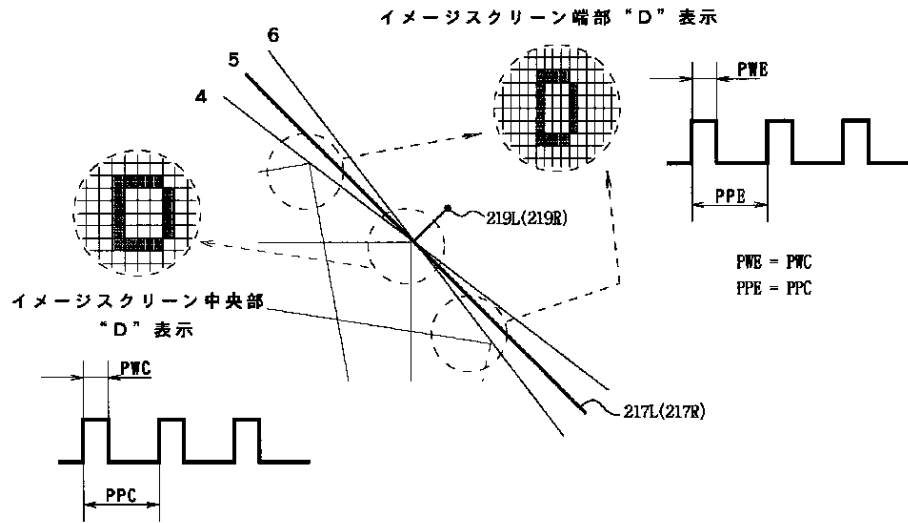 イメージスクリーン端部“D”表示
6
5
4
PWE
PPE
219L(219R)
PWE = PWC
PPE = PPC
イメージスクリーン中央部
“D”表示
PWC
217L(217R)
PPC